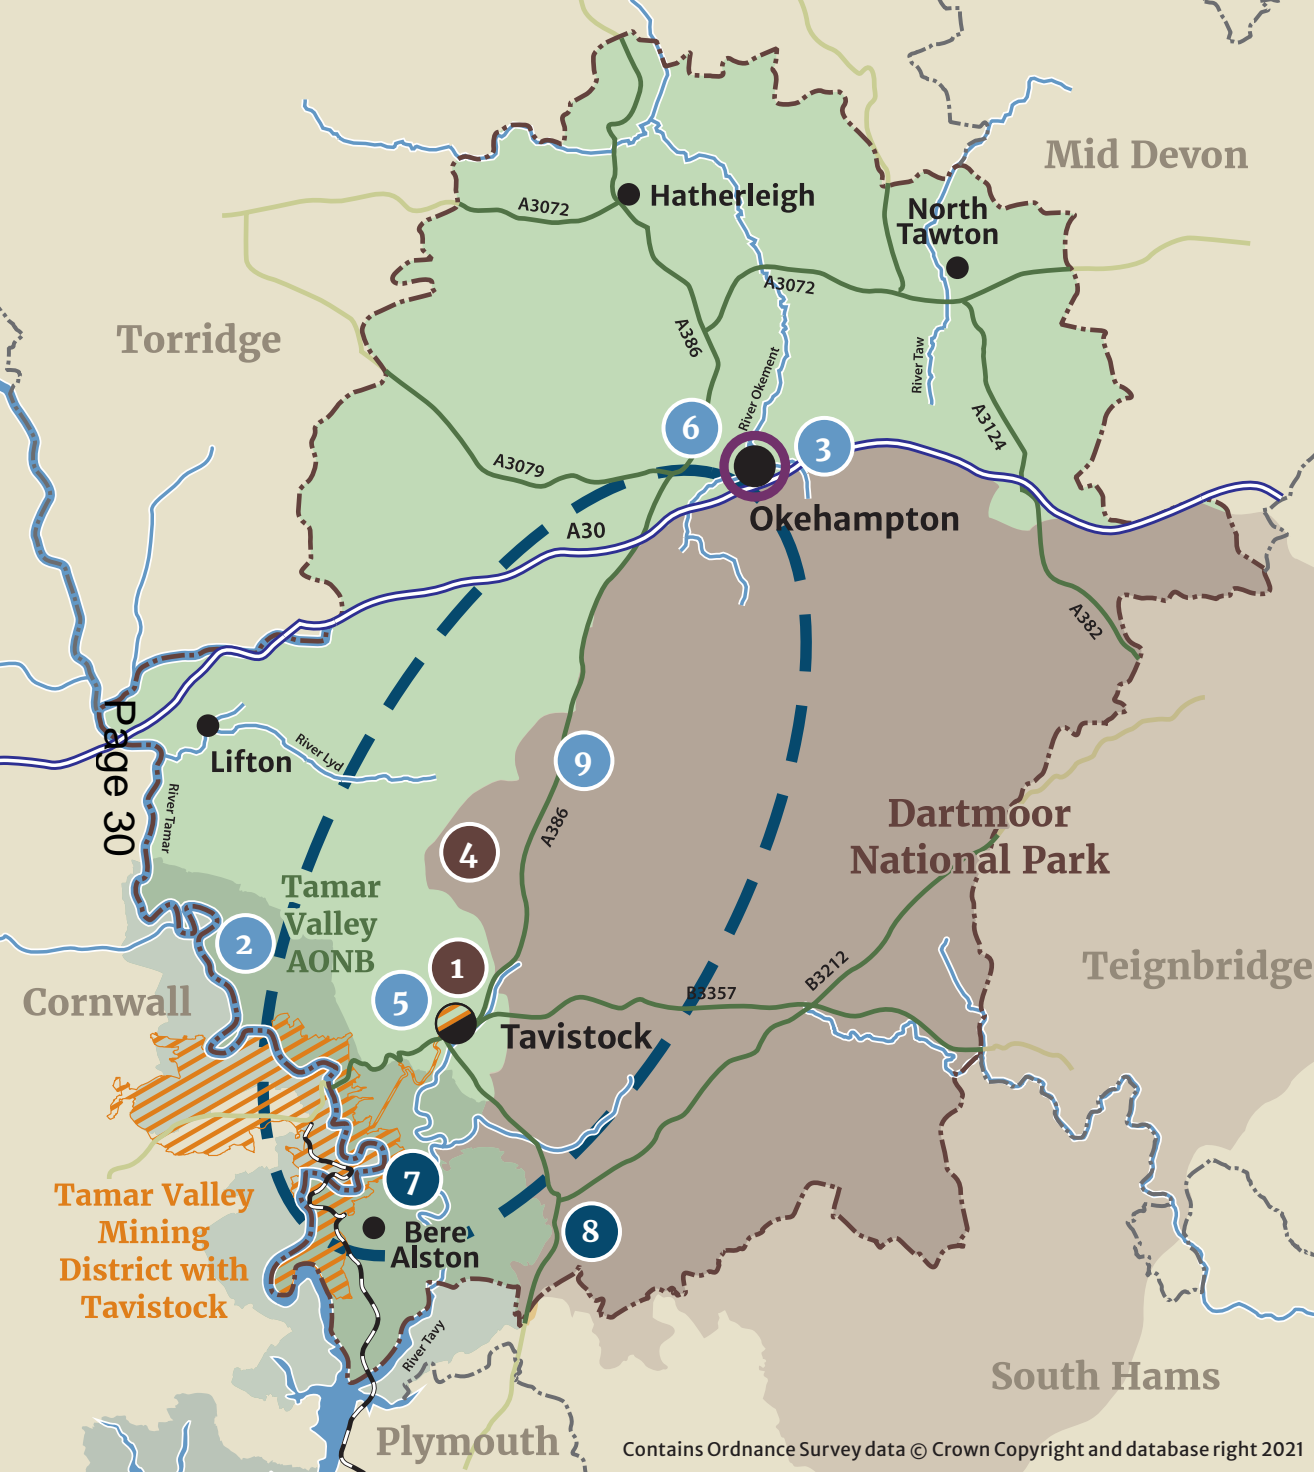 Mid Devon
Hatherleigh
A3072
North
Tawton
A3072
Torridge
A386
River Okement
River Taw
A3124
6
3
A3079
Okehampton
A30
A382
Page 30
Lifton
River Lyd
9
River Tamar
A386
Dartmoor
National Park
4
Tamar
Valley
AONB
2
1
5
Cornwall
Teignbridge
B3212
B3357
Tavistock
7
Tamar Valley
Mining
District with
Tavistock
8
Bere
Alston
River Tavy
South Hams
Plymouth
Contains Ordnance Survey data © Crown Copyright and database right 2021